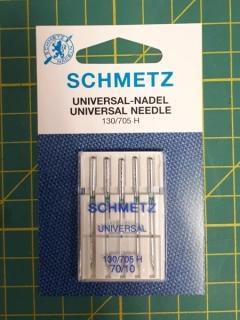 SCHMETZ
UNIVERSAL-NADEL
UNIVERSAL NEEDLE
130/705 H
SCHMETZ
UNIVERSAL
130/705 H
70/10